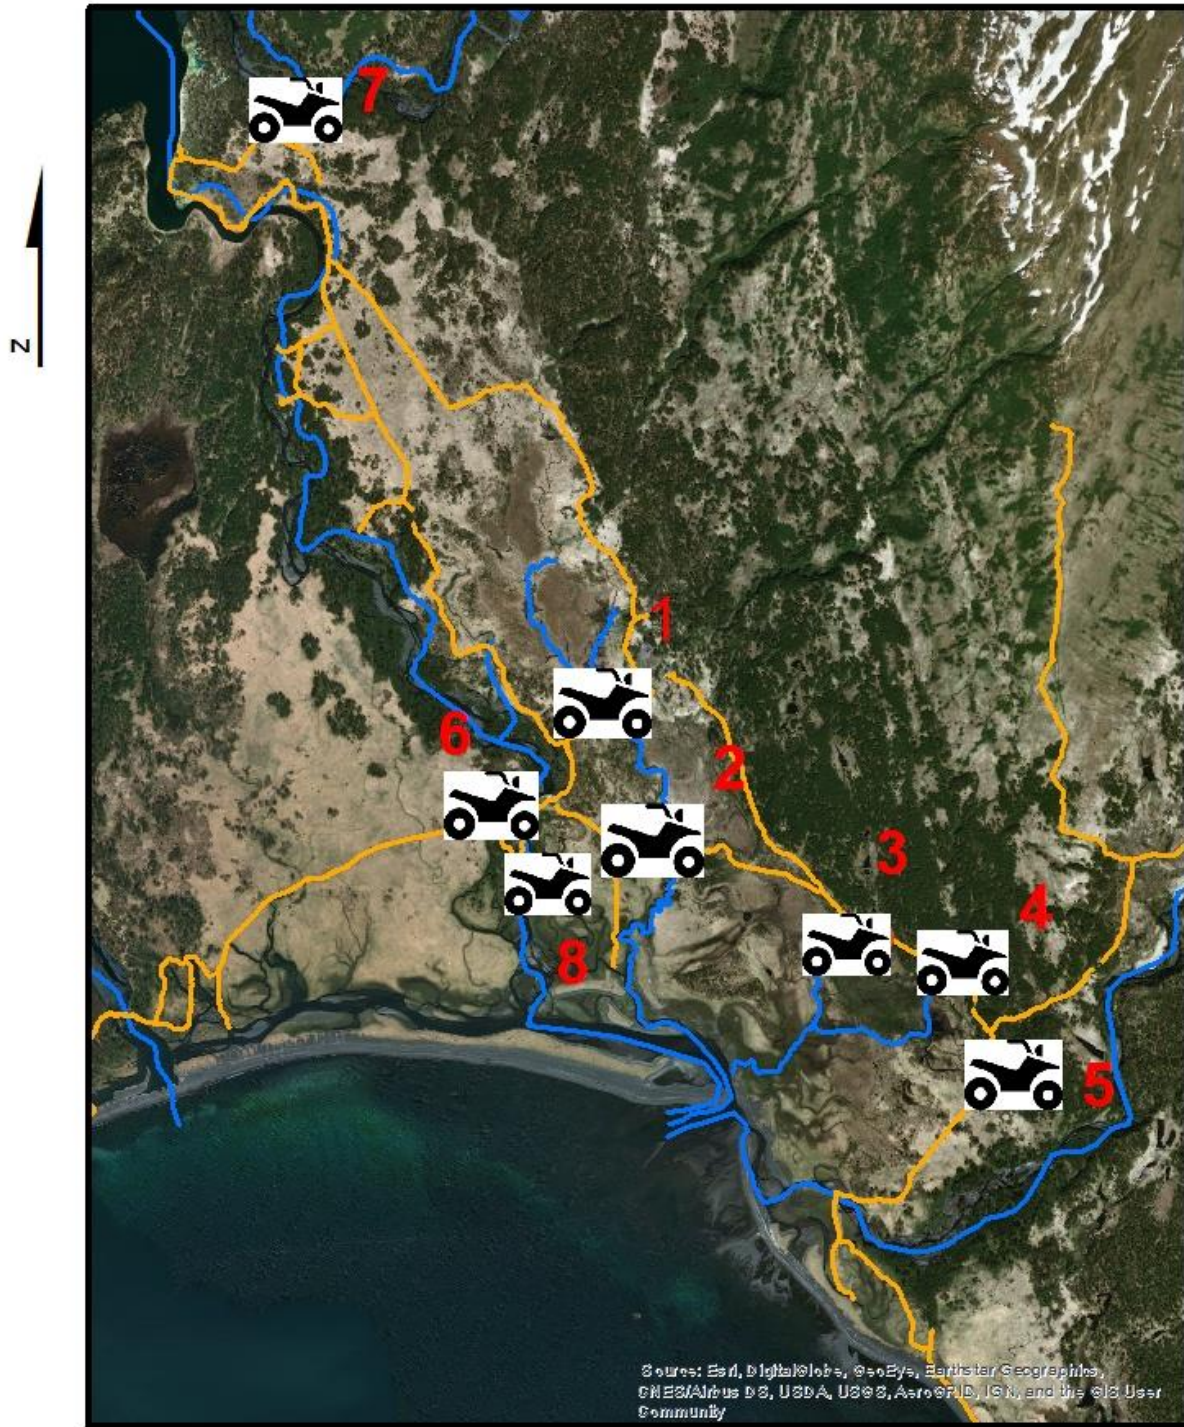 7
N
1
2
6
3
4
8
5
Source: Esri, DigitalGlobe, GeoEye, Earthstar Geographics,
CNES/Airbus DS, USDA, USGS, AeroGRID, IGN, and the GIS User
Community